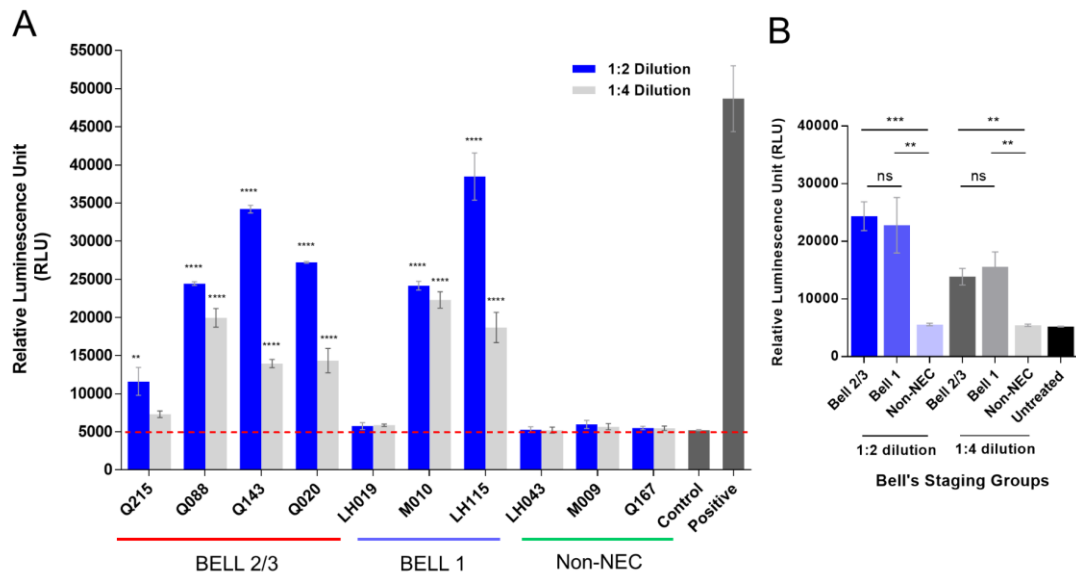 A
Relative Luminescence Unit
(RLU)
55000
50000
45000
40000
35000
30000
25000
20000
15000
10000
5000
0
1:2 Dilution
1:4 Dilution
**
****
****
****
****
****
****
****
****
****
Q215
Q088
Q143
Q020
LH019
M010
LH115
LH043
M009
Q167
Control
Positive
BELL 2/3
BELL 1
Non-NEC
B
Relative Luminescence Unit (RLU)
40000
30000
20000
10000
0
***
**
**
**
ns
ns
Bell 2/3
Bell 1
Non-NEC
Bell 2/3
Bell 1
Non-NEC
Untreated
1:2 dilution
1:4 dilution
Bell's Staging Groups